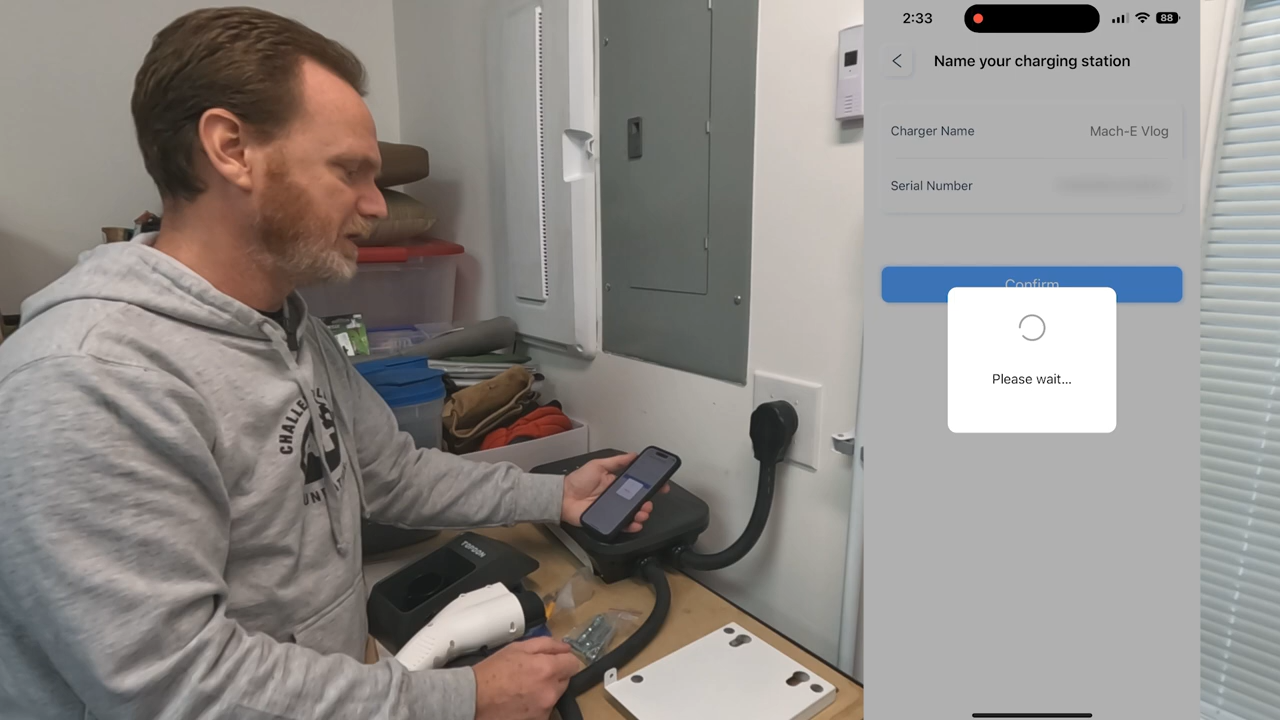 2:33
88
Name your charging station
Charger Name
Mach-E Vlog
Serial Number
Confirm
Please wait...
TOPDON